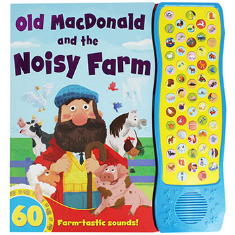 Old MacDonald
and the
Noisy Farm
60
Farm-tastic sounds!